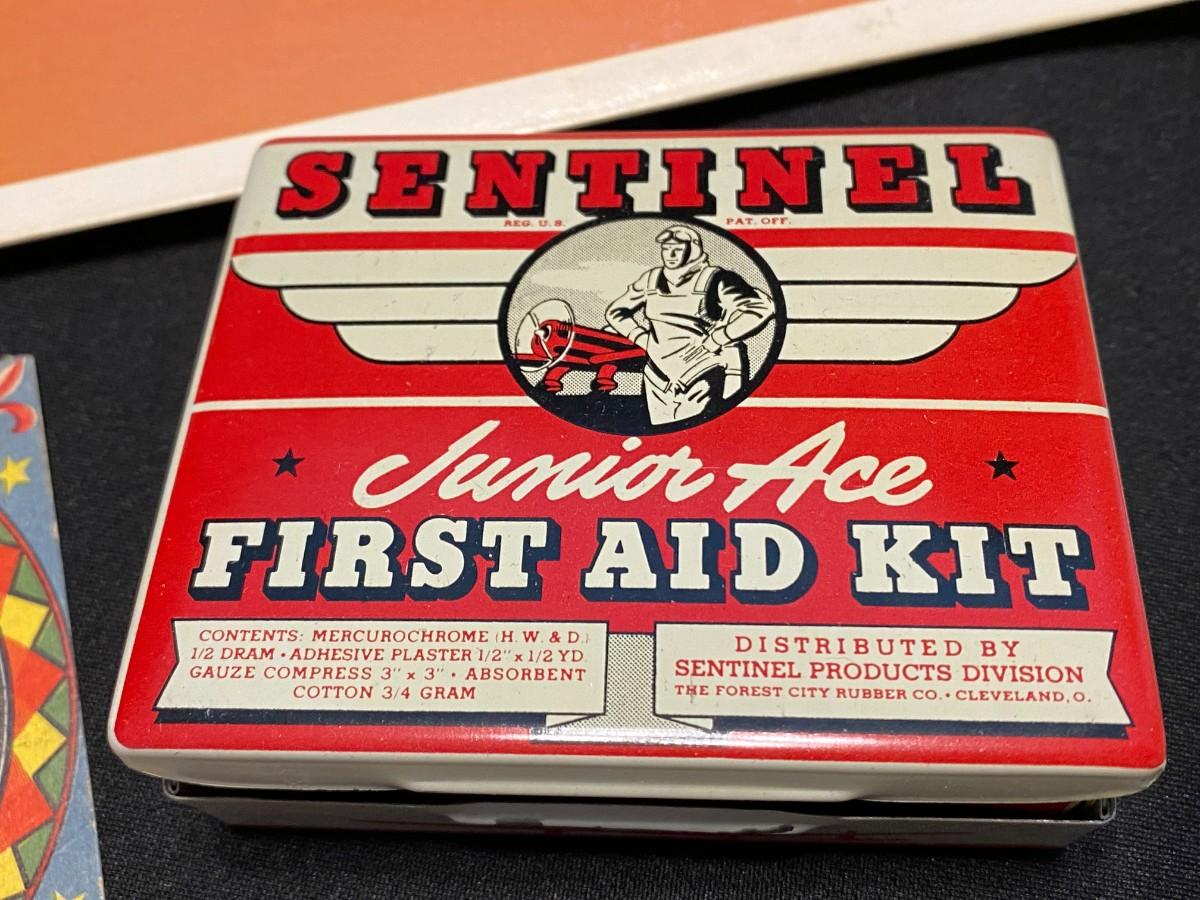 SENTINEL
REG. U. S. PAT. OFF.
Junior Ace
FIRST AID KIT
CONTENTS: MERCUROCHROME (H. W. & D.)
1/2 DRAM • ADHESIVE PLASTER 1/2" x 1/2 YD.
GAUZE COMPRESS 3" x 3" • ABSORBENT
COTTON 3/4 GRAM
DISTRIBUTED BY
SENTINEL PRODUCTS DIVISION
THE FOREST CITY RUBBER CO. • CLEVELAND, O.